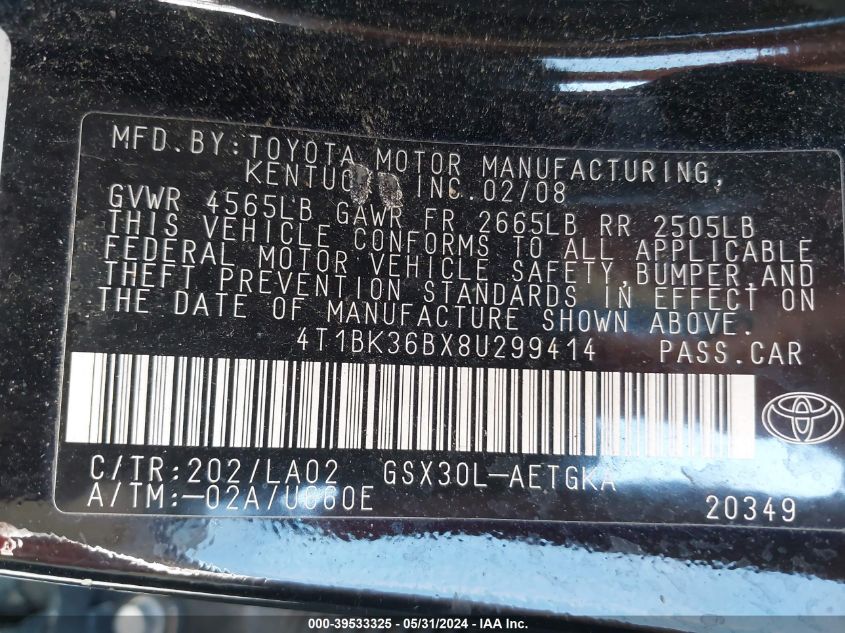 MFD.BY:TOYOTA MOTOR MANUFACTURING,
KENTUCKY INC.02/08
GVWR 4565LB GAWR FR 2665LB RR 2505LB
THIS VEHICLE CONFORMS TO ALL APPLICABLE
FEDERAL MOTOR VEHICLE SAFETY,BUMPER,AND
THEFT PREVENTION STANDARDS IN EFFECT ON
THE DATE OF MANUFACTURE SHOWN ABOVE.
4T1BK36BX8U299414 PASS.CAR
C/TR:202/LA02 GSX30L-AETGKA
A/TM:-02A/U660E
20349
000-39533325 - 05/31/2024 - IAAI Inc.